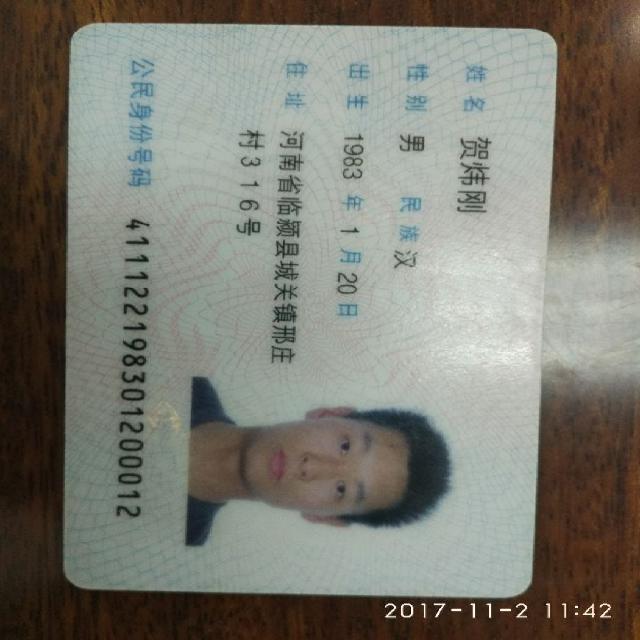 姓名 贺炜刚
性别 男 民族 汉
出生 1983 年 1 月 20 日
住址 河南省临颍县城关镇邢庄
村316号
公民身份号码 411122198301200012
2017-11-2 11:42